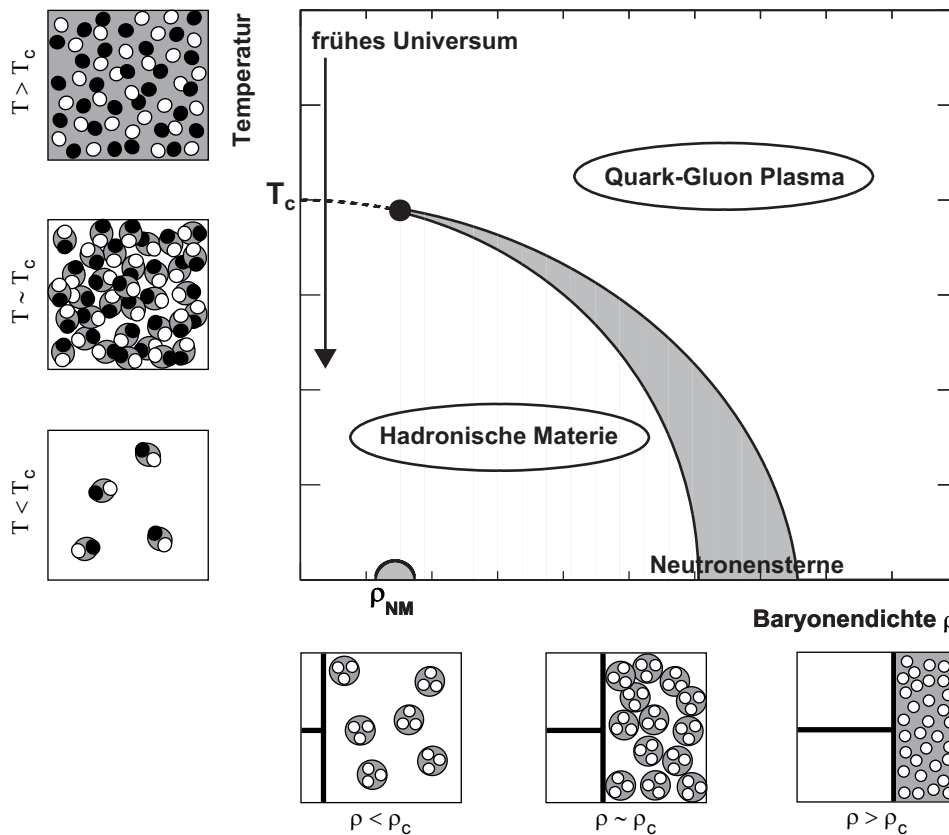 T > T_c
Temperatur
frühes Universum
Quark-Gluon Plasma
T_c
T ~ T_c
Hadronische Materie
T < T_c
Neutronensterne
ρ_NM
Baryonendichte ρ
ρ < ρ_c
ρ ~ ρ_c
ρ > ρ_c